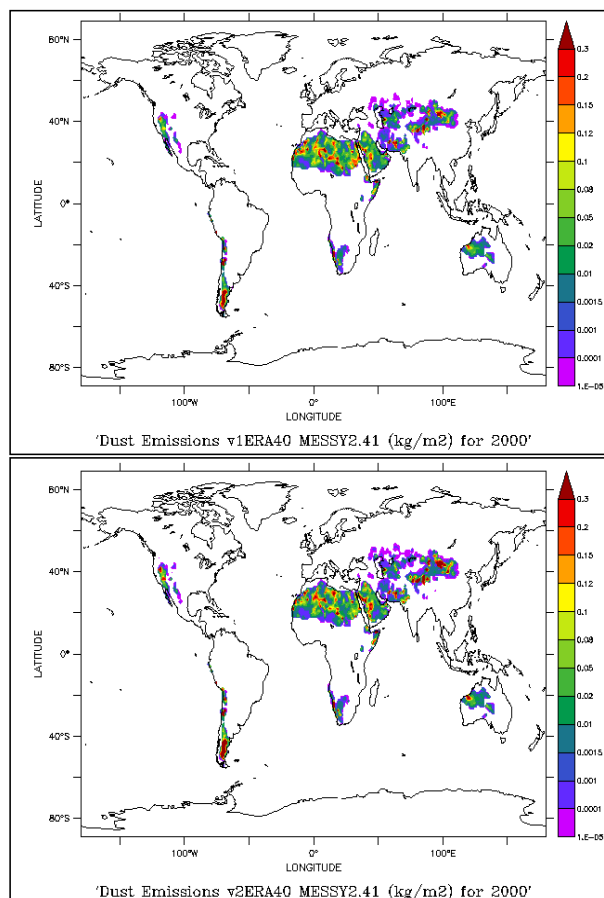 80°N
40°N
0°
40°S
80°S
LATITUDE
100°W
0°
100°E
LONGITUDE
0.3
0.2
0.15
0.12
0.1
0.09
0.05
0.02
0.01
0.0015
0.001
0.0001
1.E-05
'Dust Emissions v1ERA40 MESSY2.41 (kg/m2) for 2000'
80°N
40°N
0°
40°S
80°S
LATITUDE
100°W
0°
100°E
LONGITUDE
0.3
0.2
0.15
0.12
0.1
0.09
0.05
0.02
0.01
0.0015
0.001
0.0001
1.E-05
'Dust Emissions v2ERA40 MESSY2.41 (kg/m2) for 2000'